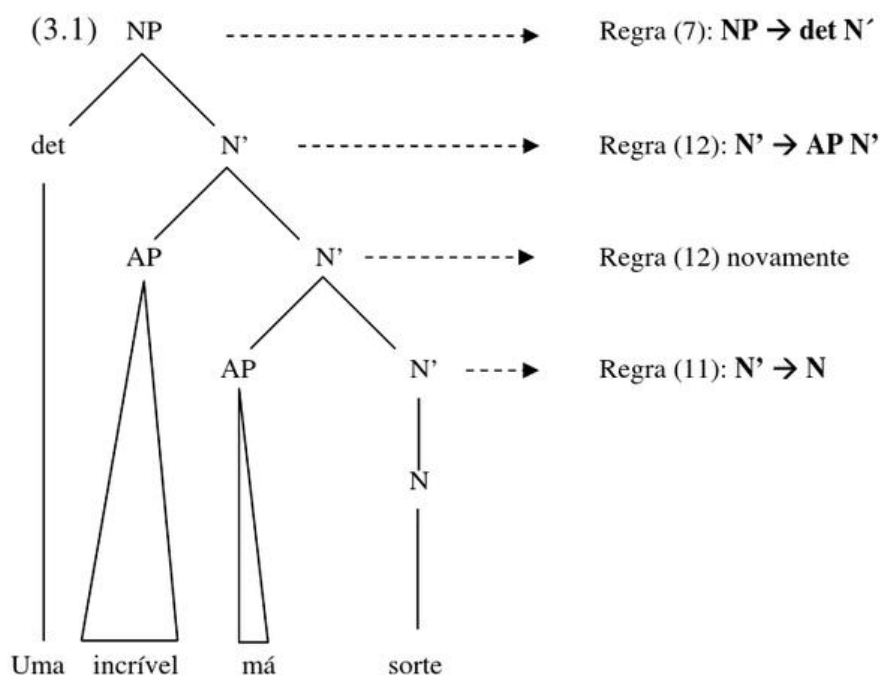 (3.1) NP Regra (7): NP → det N´
det N’ Regra (12): N’ → AP N’
AP N’ Regra (12) novamente
AP N’ Regra (11): N’ → N
N
Uma incrível má sorte